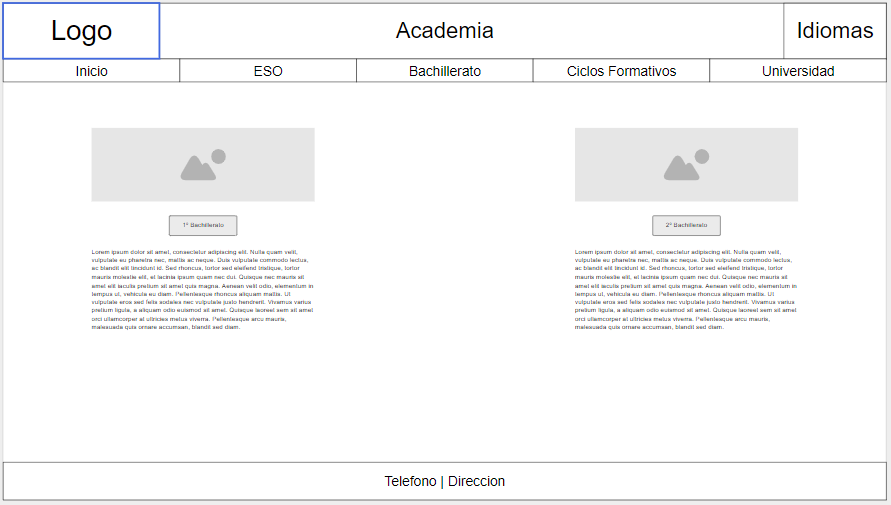 Logo
Academia
Idiomas
Inicio
ESO
Bachillerato
Ciclos Formativos
Universidad
1º Bachillerato
Lorem ipsum dolor sit amet, consectetur adipiscing elit. Nulla quam velit,
vulputate eu pharetra nec, mattis ac neque. Duis vulputate commodo lectus,
ac blandit elit tincidunt id. Sed rhoncus, tortor sed eleifend tristique, tortor
mauris molestie elit, et lacinia ipsum quam nec dui. Quisque nec mauris sit
amet elit iaculis pretium sit amet quis magna. Aenean velit odio, elementum in
tempus ut, vehicula eu diam. Pellentesque rhoncus aliquam mattis. Ut
vulputate eros sed felis sodales nec vulputate justo hendrerit. Vivamus varius
pretium ligula, a aliquam odio euismod sit amet. Quisque laoreet sem sit amet
orci ullamcorper at ultricies metus viverra. Pellentesque arcu mauris,
malesuada quis ornare accumsan, blandit sed diam.
2º Bachillerato
Lorem ipsum dolor sit amet, consectetur adipiscing elit. Nulla quam velit,
vulputate eu pharetra nec, mattis ac neque. Duis vulputate commodo lectus,
ac blandit elit tincidunt id. Sed rhoncus, tortor sed eleifend tristique, tortor
mauris molestie elit, et lacinia ipsum quam nec dui. Quisque nec mauris sit
amet elit iaculis pretium sit amet quis magna. Aenean velit odio, elementum in
tempus ut, vehicula eu diam. Pellentesque rhoncus aliquam mattis. Ut
vulputate eros sed felis sodales nec vulputate justo hendrerit. Vivamus varius
pretium ligula, a aliquam odio euismod sit amet. Quisque laoreet sem sit amet
orci ullamcorper at ultricies metus viverra. Pellentesque arcu mauris,
malesuada quis ornare accumsan, blandit sed diam.
Telefono | Direccion